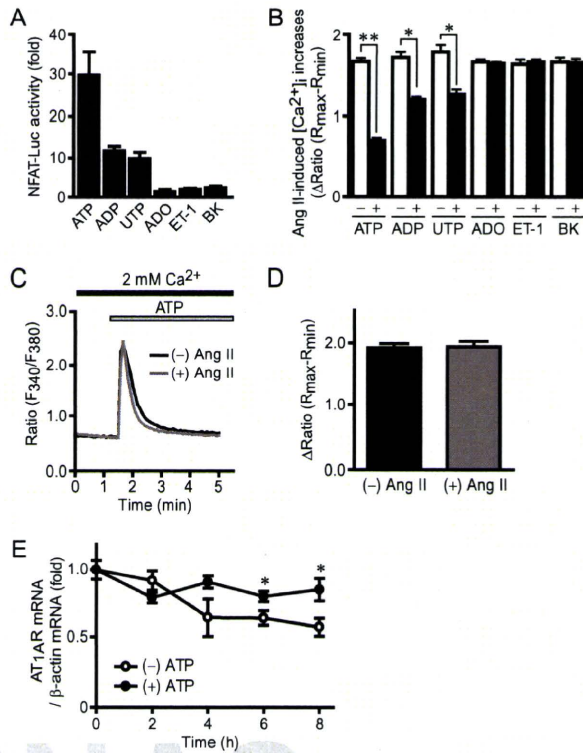 A
NFAT-Luc activity (fold)
40
30
20
10
0
ATP
ADP
UTP
ADO
ET-1
BK
B
Ang II-induced [Ca2+]i increases
(ΔRatio (Rmax-Rmin)
2
1
0
** * *
- + - + - + - + - + - +
ATP ADP UTP ADO ET-1 BK
C
2 mM Ca2+
ATP
Ratio (F340/F380)
3.0
2.0
1.0
0.0
(-) Ang II
(+) Ang II
0 1 2 3 4 5
Time (min)
D
ΔRatio (Rmax-Rmin)
2.0
1.0
0.0
(-) Ang II (+) Ang II
E
AT1AR mRNA
/ β-actin mRNA (fold)
1.0
0.5
0
* *
(-) ATP
(+) ATP
0 2 4 6 8
Time (h)